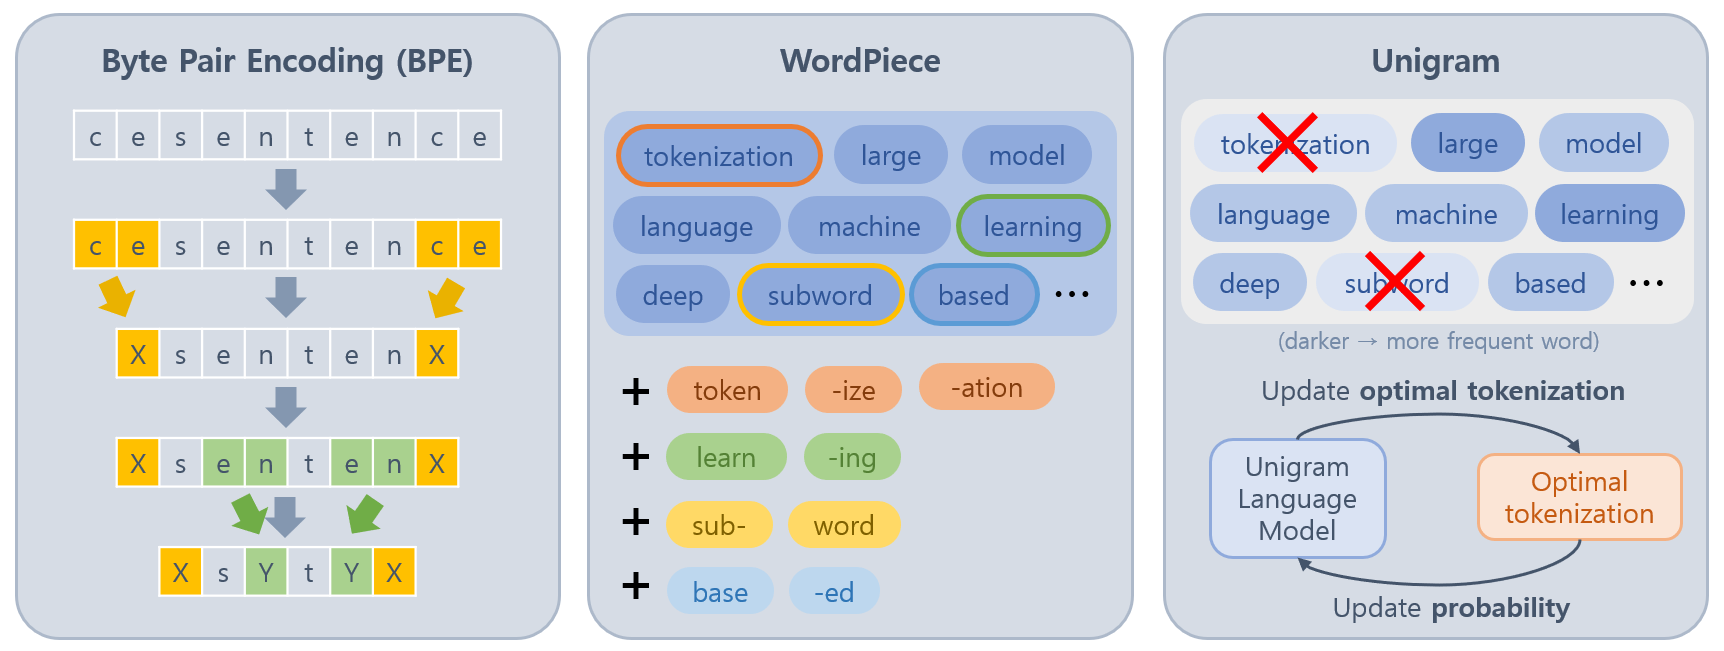 Byte Pair Encoding (BPE)
c e s e n t e n c e
c e s e n t e n c e
X s e n t e n X
X s e n t e n X
X s Y t Y X
WordPiece
tokenization large model
language machine learning
deep subword based ...
+ token -ize -ation
+ learn -ing
+ sub- word
+ base -ed
Unigram
tokenization large model
language machine learning
deep subword based ...
(darker → more frequent word)
Update optimal tokenization
Unigram
Language
Model
Optimal
tokenization
Update probability